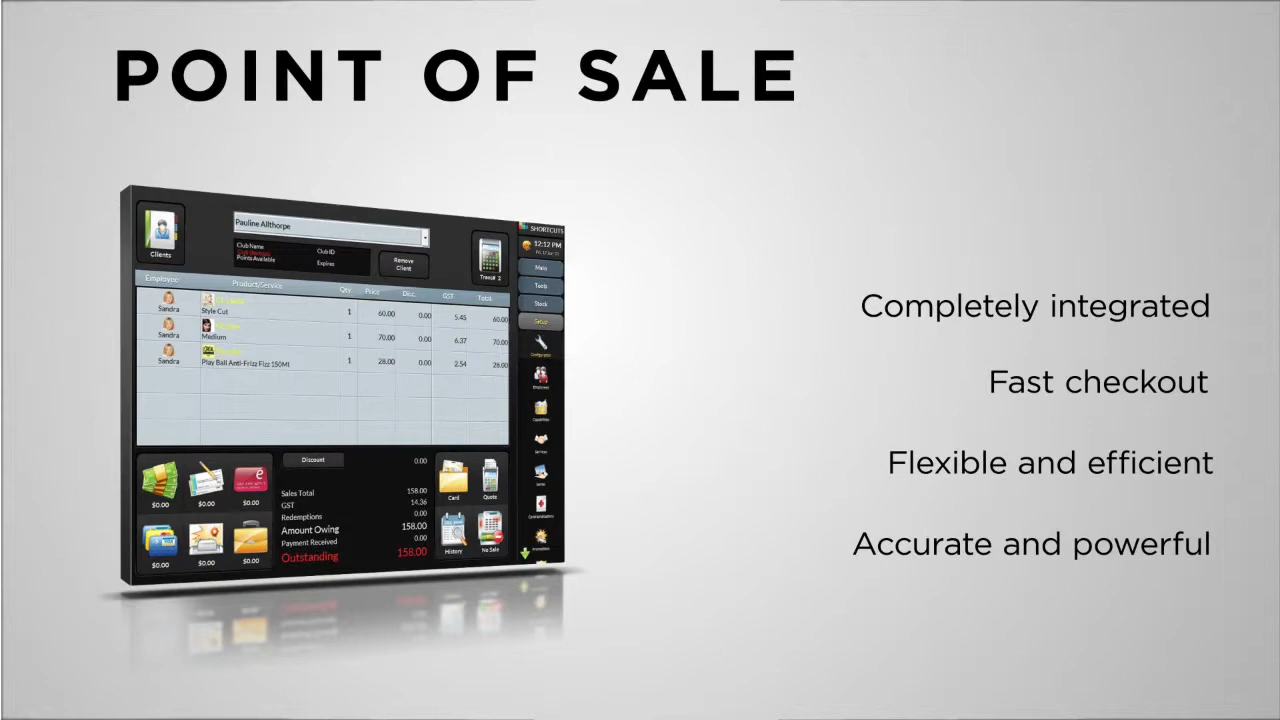 POINT OF SALE
Pauline Allthorpe
SHORTCUTS
Clients
Club Name
Club ID
Points Available
Expires
Remove
Client
Trans# 2
12:12 PM
Main
Tools
Stock
Setup
Employee Product/Service Qty Price Disc. GST Total
Sandra Style Cut 1 60.00 0.00 5.45 60.00
Sandra Medium 1 70.00 0.00 6.37 70.00
Sandra Play Ball Anti-Frizz Fizz 150Ml 1 28.00 0.00 2.54 28.00
Discount 0.00
Sales Total 158.00
GST 14.36
Redemptions 0.00
Amount Owing 158.00
Payment Received 0.00
Outstanding 158.00
$0.00 $0.00 $0.00
$0.00 $0.00 $0.00
Card Quote
History No Sale
Completely integrated
Fast checkout
Flexible and efficient
Accurate and powerful